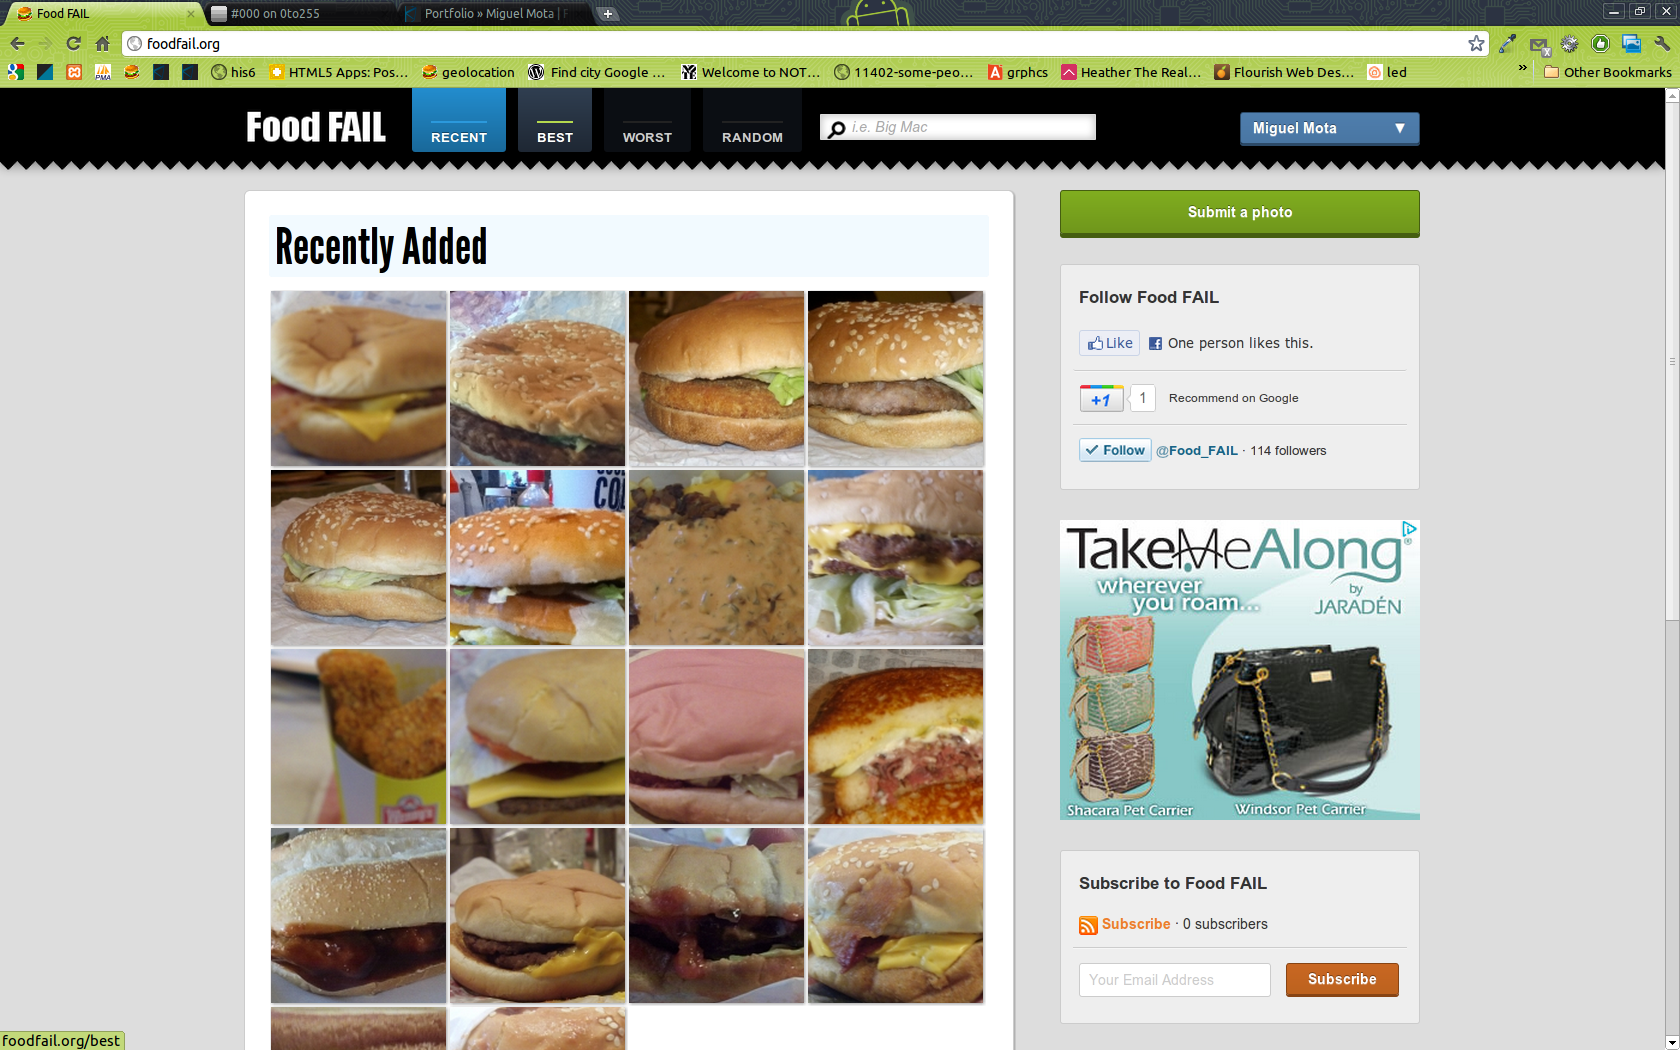 Food FAIL
#000 on 0to255
Portfolio » Miguel Mota |
foodfail.org
his6
HTML5 Apps: Pos...
geolocation
Find city Google ...
Welcome to NOT...
11402-some-peo...
grphcs
Heather The Real...
Flourish Web Des...
led
»
Other Bookmarks
Food FAIL
RECENT
BEST
WORST
RANDOM
i.e. Big Mac
Miguel Mota ▼
Recently Added
Submit a photo
Follow Food FAIL
Like
One person likes this.
+1
1
Recommend on Google
Follow
@Food_FAIL · 114 followers
TakeMeAlong®
wherever
you roam...
by
JARADÉN
Shacara Pet Carrier
Windsor Pet Carrier
Subscribe to Food FAIL
Subscribe · 0 subscribers
Your Email Address
Subscribe
foodfail.org/best